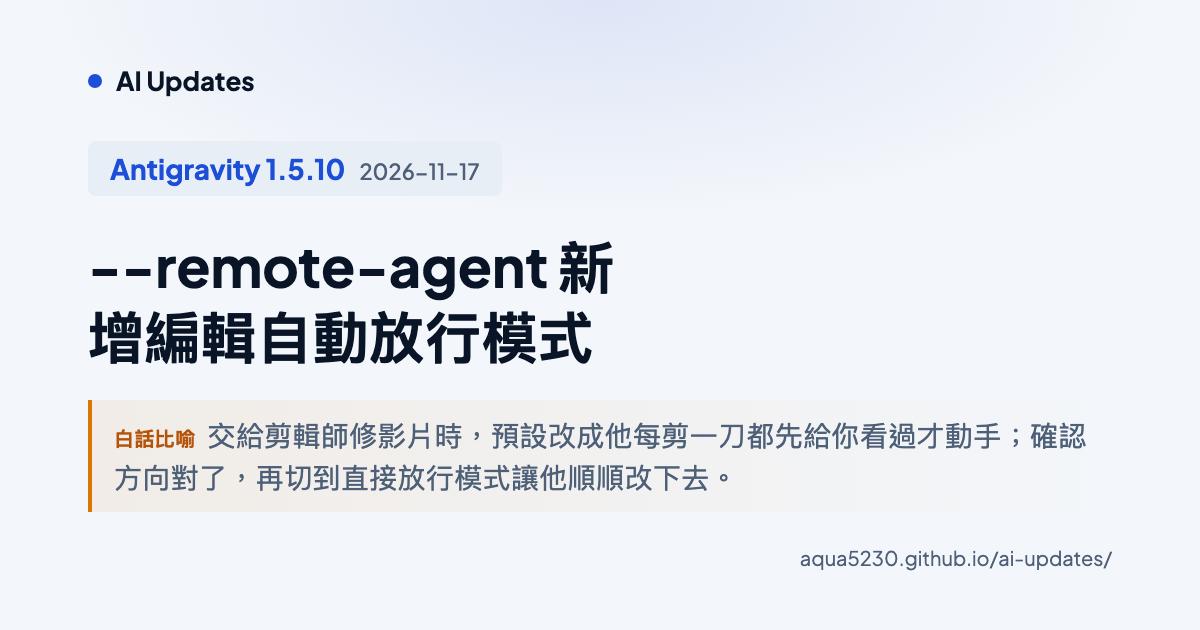 AI Updates
Antigravity 1.5.10 2026-11-17
--remote-agent 新
增編輯自動放行模式
白話比喻 交給剪輯師修影片時，預設改成他每剪一刀都先給你看過才動手；確認
方向對了，再切到直接放行模式讓他順順改下去。
aqua5230.github.io/ai-updates/